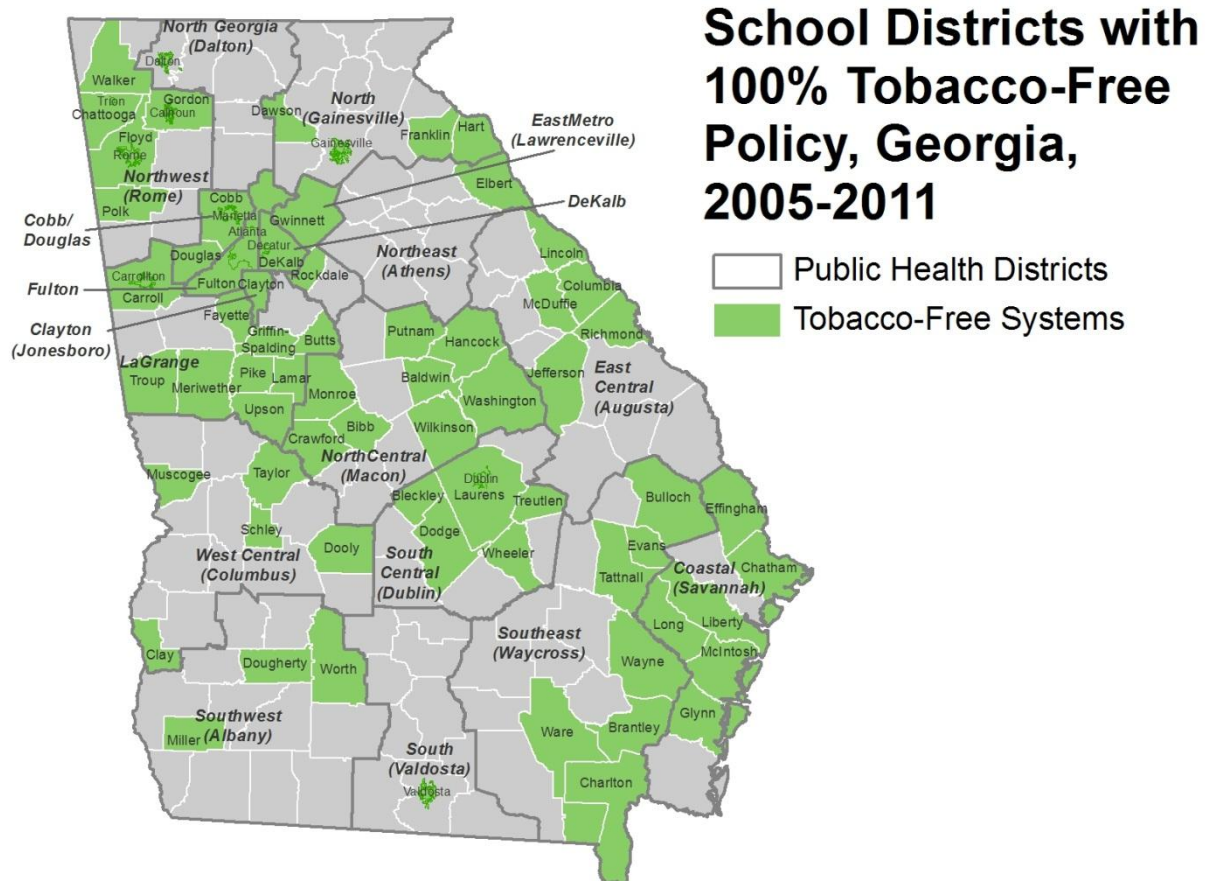 School Districts with
100% Tobacco-Free
Policy, Georgia,
2005-2011
Public Health Districts
Tobacco-Free Systems
North Georgia
(Dalton)
Dalton
Walker
Trion
Chattooga
Gordon
Calhoun
Floyd
Rome
Northwest
(Rome)
Polk
Dawson
North
(Gainesville)
Gainesville
Franklin
Hart
EastMetro
(Lawrenceville)
Elbert
Cobb
Marietta
Atlanta
Gwinnett
Decatur
DeKalb
DeKalb
Cobb/
Douglas
Douglas
Northeast
(Athens)
Rockdale
Lincoln
Columbia
McDuffie
Richmond
Carrollton
Carroll
Fulton
Fulton
Clayton
Clayton
(Jonesboro)
Fayette
Griffin-
Spalding
Butts
Putnam
Hancock
LaGrange
Troup
Meriwether
Pike
Lamar
Monroe
Baldwin
Washington
Jefferson
East
Central
(Augusta)
Upson
Bibb
Crawford
Wilkinson
NorthCentral
(Macon)
Muscogee
Taylor
Dublin
Laurens
Bleckley
Treutlen
Bulloch
Effingham
Schley
Dooly
Dodge
Wheeler
Evans
West Central
(Columbus)
South
Central
(Dublin)
Tattnall
Coastal
(Savannah)
Chatham
Long
Liberty
McIntosh
Southeast
(Waycross)
Clay
Dougherty
Worth
Wayne
Southwest
(Albany)
Miller
Ware
Brantley
Glynn
South
(Valdosta)
Valdosta
Charlton